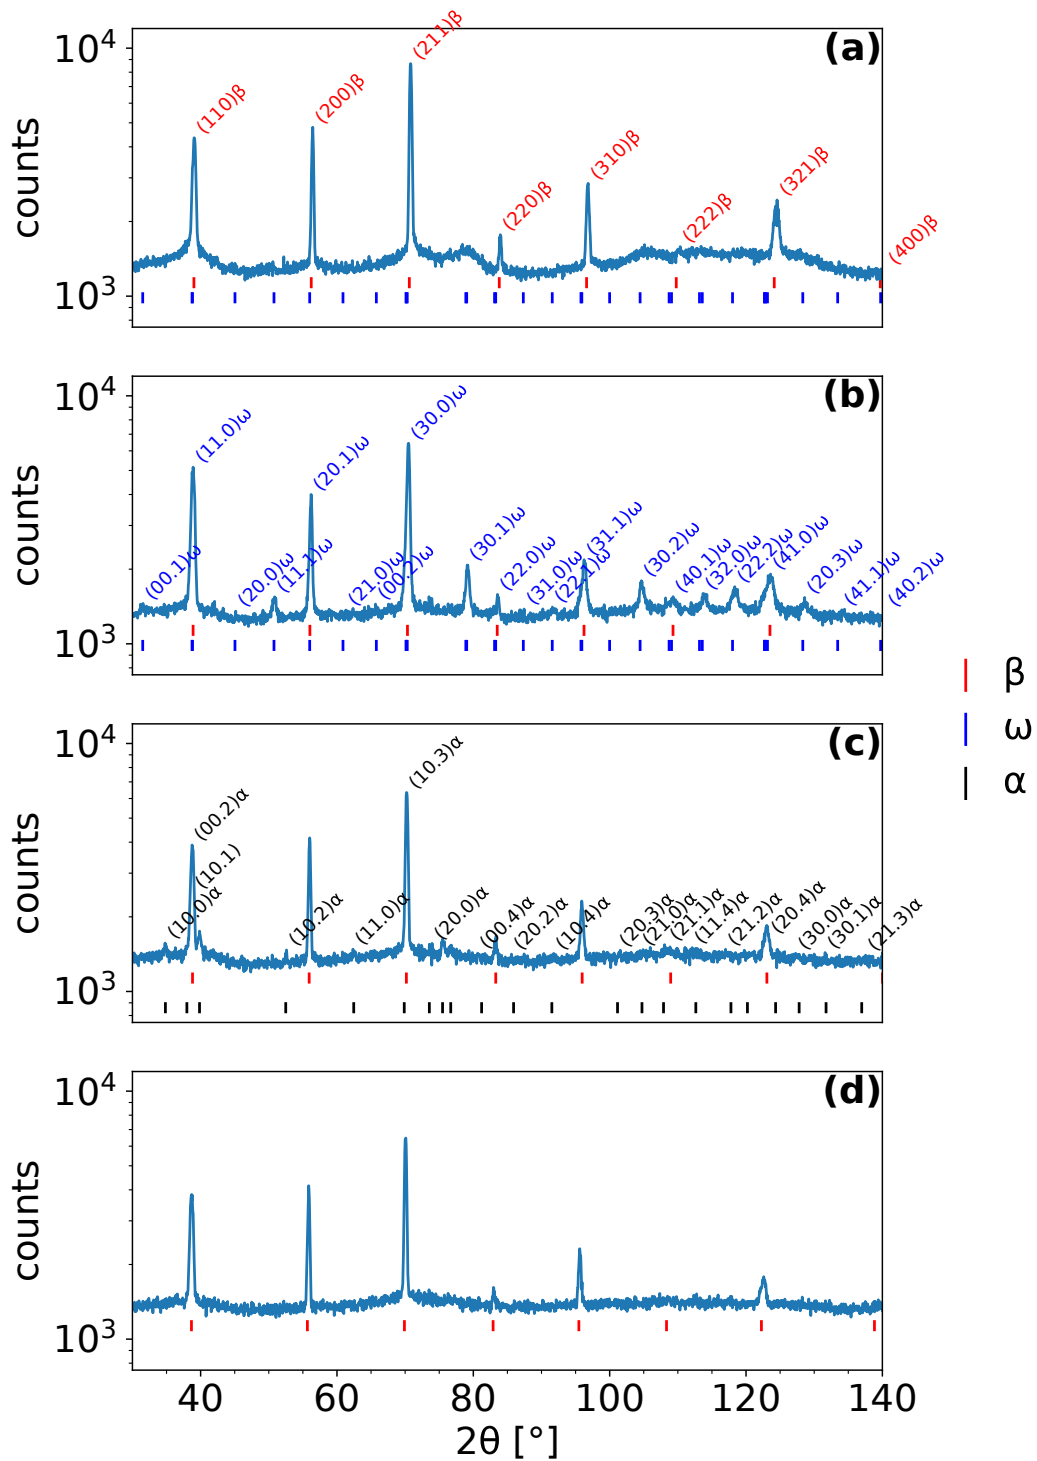 10⁴
10³
counts
(a)
(110)β
(200)β
(211)β
(220)β
(310)β
(222)β
(321)β
(400)β
10⁴
10³
counts
(b)
(00.1)ω
(11.0)ω
(20.0)ω
(11.1)ω
(20.1)ω
(21.0)ω
(00.2)ω
(30.0)ω
(30.1)ω
(22.0)ω
(31.0)ω
(22.1)ω
(31.1)ω
(30.2)ω
(40.1)ω
(32.0)ω
(22.2)ω
(41.0)ω
(20.3)ω
(41.1)ω
(40.2)ω
β
ω
α
10⁴
10³
counts
(c)
(10.0)α
(00.2)α
(10.1)
(10.2)α
(11.0)α
(10.3)α
(20.0)α
(00.4)α
(20.2)α
(10.4)α
(20.3)α
(21.0)α
(21.1)α
(11.4)α
(21.2)α
(20.4)α
(30.0)α
(30.1)α
(21.3)α
10⁴
10³
counts
(d)
40 60 80 100 120 140
2θ [°]